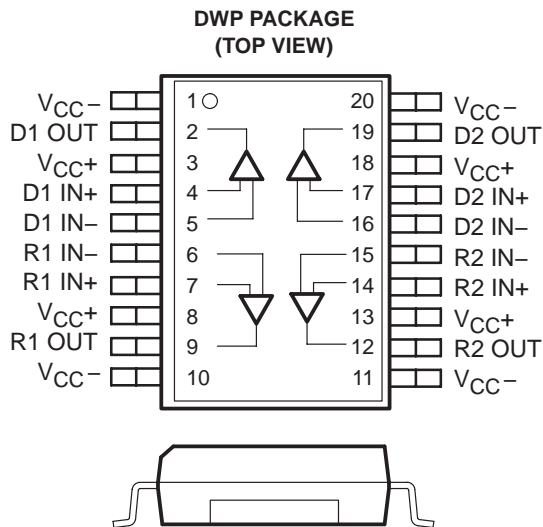 DWP PACKAGE
(TOP VIEW)
VCC− 1 20 VCC−
D1 OUT 2 19 D2 OUT
VCC+ 3 18 VCC+
D1 IN+ 4 17 D2 IN+
D1 IN− 5 16 D2 IN−
R1 IN− 6 15 R2 IN−
R1 IN+ 7 14 R2 IN+
VCC+ 8 13 VCC+
R1 OUT 9 12 R2 OUT
VCC− 10 11 VCC−